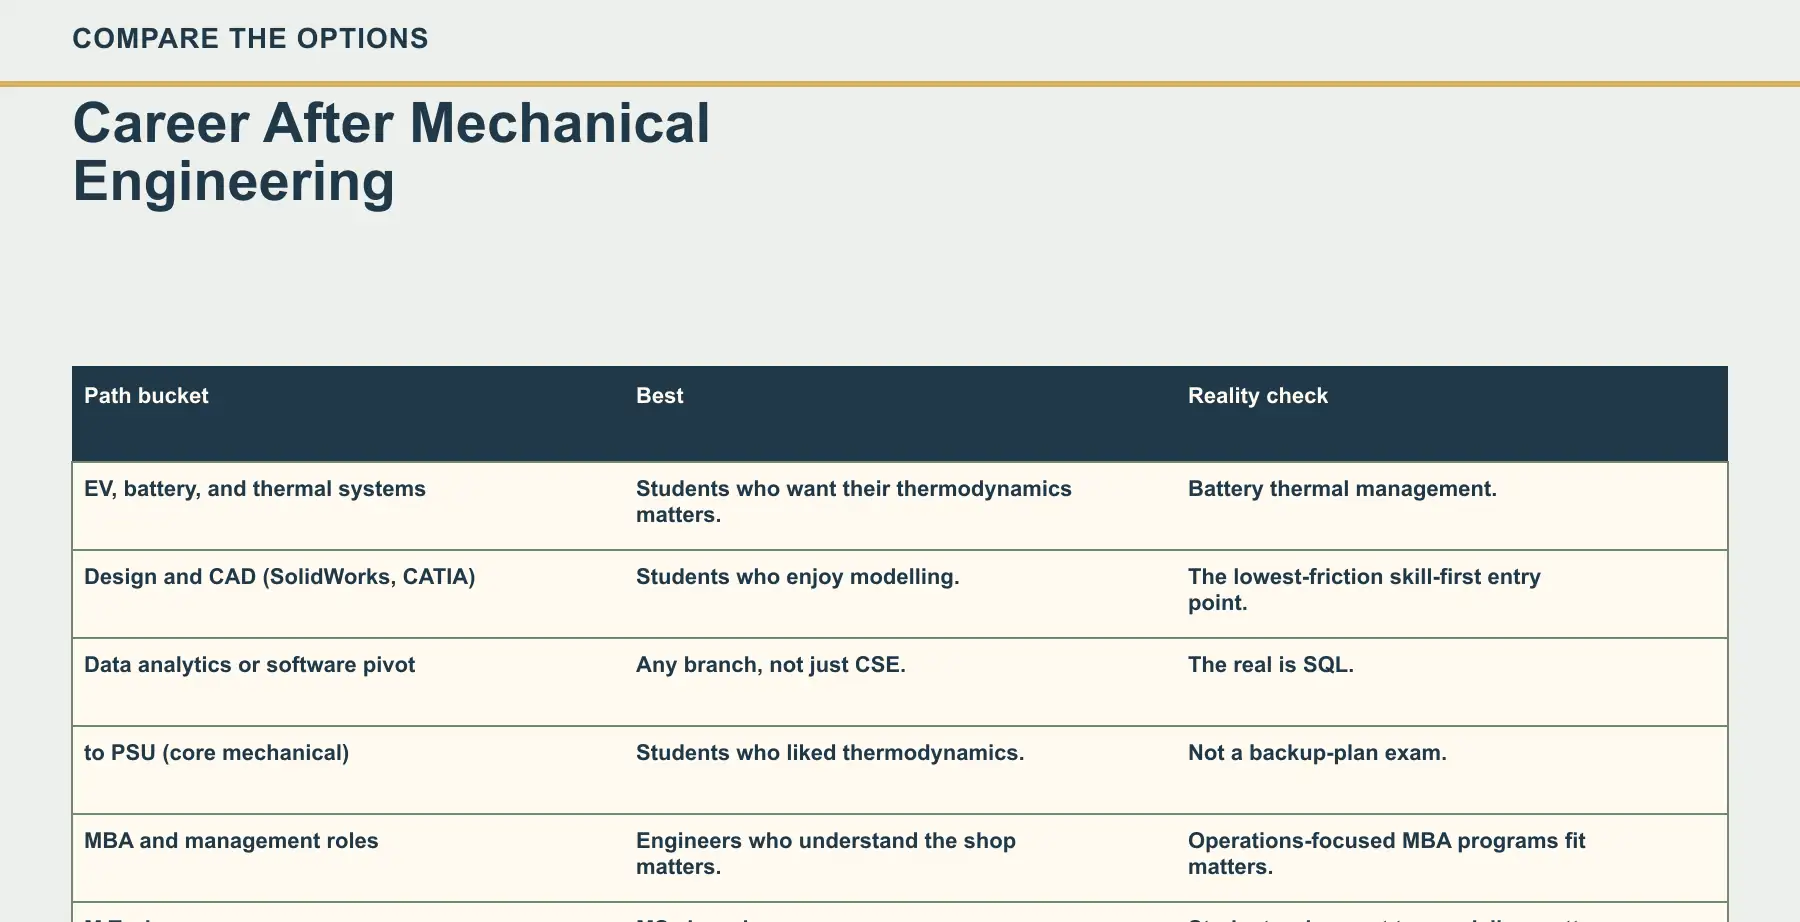 COMPARE THE OPTIONS
Career After Mechanical
Engineering
Path bucket Best Reality check
EV, battery, and thermal systems Students who want their thermodynamics Battery thermal management.
matters.
Design and CAD (SolidWorks, CATIA) Students who enjoy modelling. The lowest-friction skill-first entry
point.
Data analytics or software pivot Any branch, not just CSE. The real is SQL.
to PSU (core mechanical) Students who liked thermodynamics. Not a backup-plan exam.
MBA and management roles Engineers who understand the shop Operations-focused MBA programs fit
matters. matters.